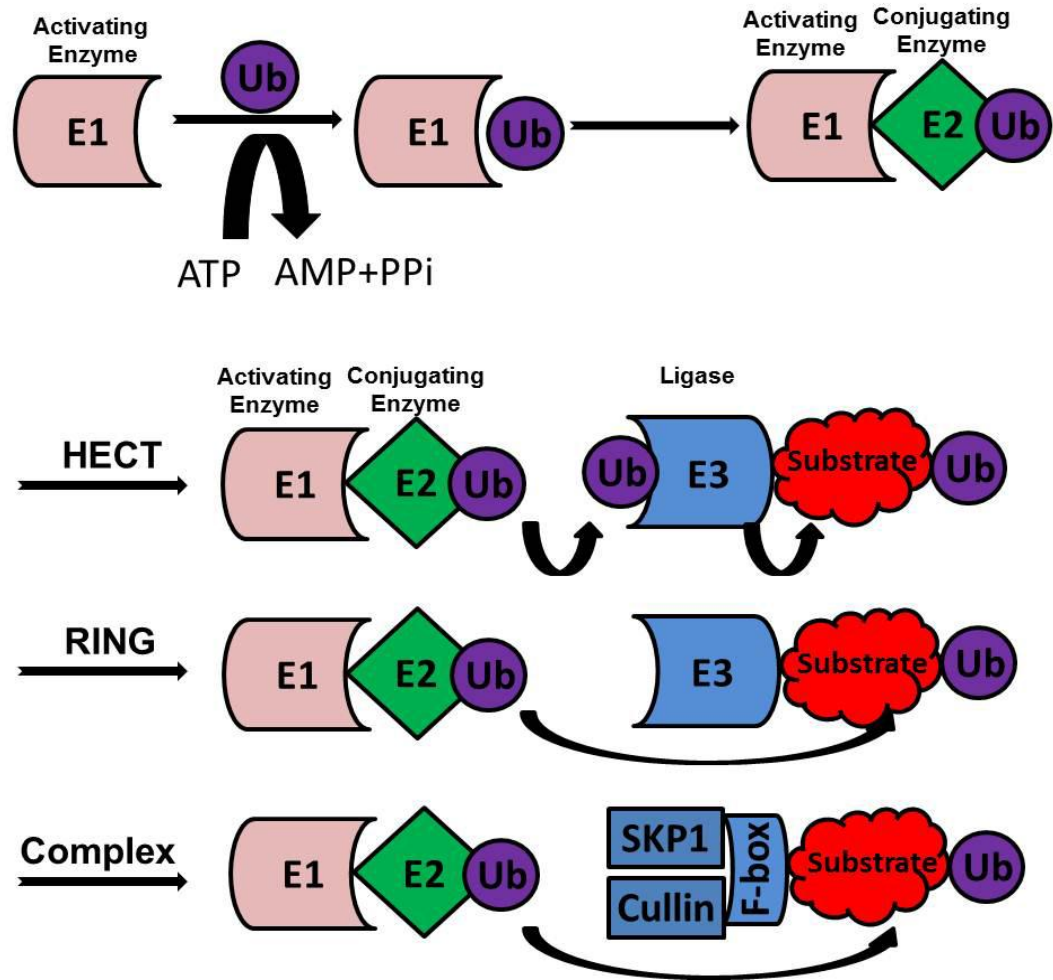 Activating
Enzyme
E1
Ub
ATP
AMP+PPi
E1
Ub
Activating
Enzyme
Conjugating
Enzyme
E1
E2
Ub
HECT
Activating
Enzyme
Conjugating
Enzyme
E1
E2
Ub
Ligase
Ub
E3
Substrate
Ub
RING
E1
E2
Ub
E3
Substrate
Ub
Complex
E1
E2
Ub
SKP1
Cullin
F-box
Substrate
Ub